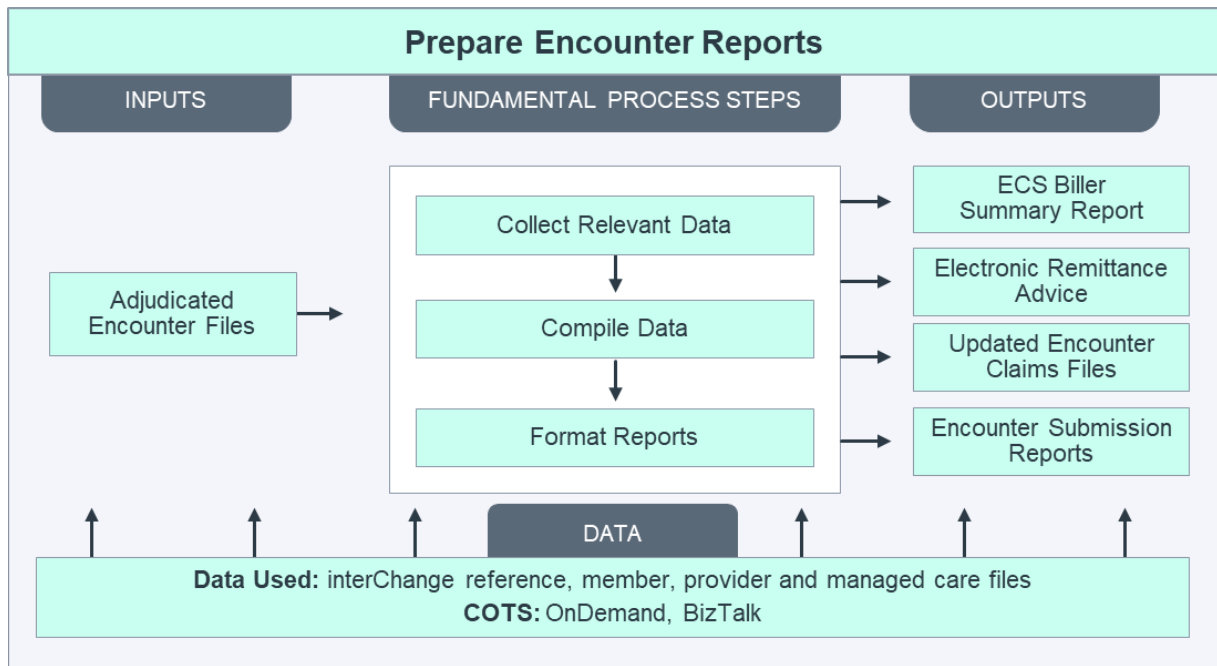 Prepare Encounter Reports
INPUTS
FUNDAMENTAL PROCESS STEPS
OUTPUTS
Adjudicated
Encounter Files
Collect Relevant Data
Compile Data
Format Reports
ECS Biller
Summary Report
Electronic Remittance
Advice
Updated Encounter
Claims Files
Encounter Submission
Reports
DATA
Data Used: interChange reference, member, provider and managed care files
COTS: OnDemand, BizTalk